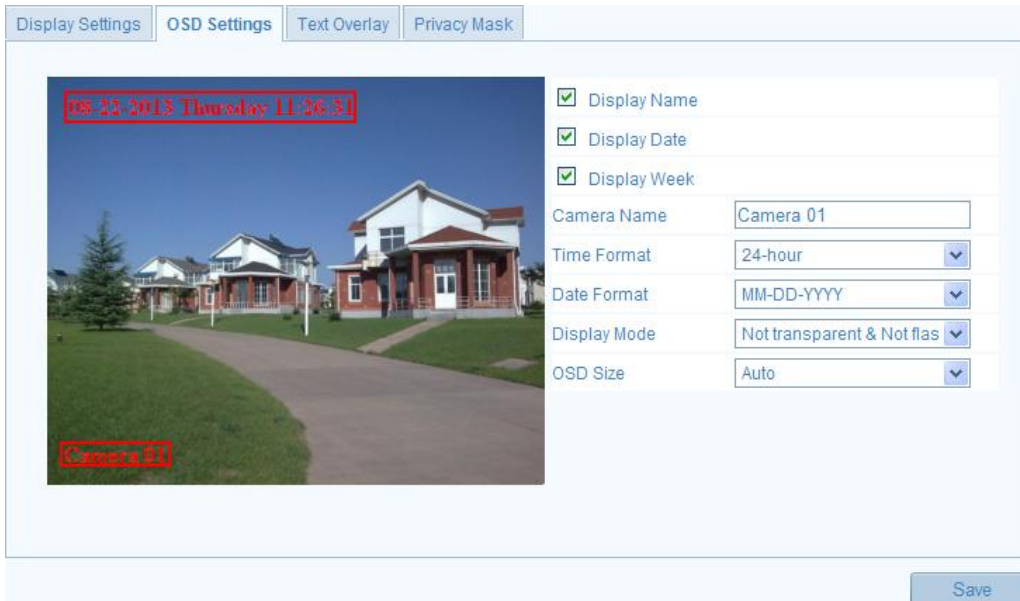 Display Settings OSD Settings Text Overlay Privacy Mask
08-22-2013 Thursday 11:26:31
Display Name
Display Date
Display Week
Camera Name Camera 01
Time Format 24-hour
Date Format MM-DD-YYYY
Display Mode Not transparent & Not flas
OSD Size Auto
Camera 01
Save